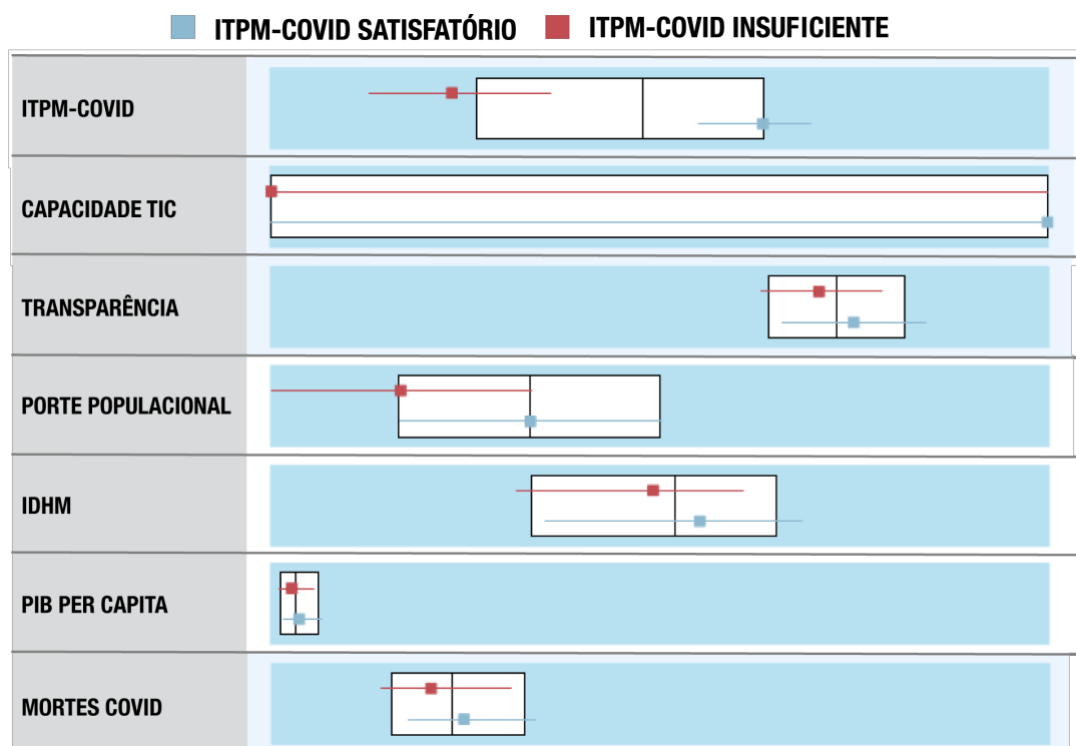 ITPM-COVID SATISFATÓRIO ITPM-COVID INSUFICIENTE
ITPM-COVID
CAPACIDADE TIC
TRANSPARÊNCIA
PORTE POPULACIONAL
IDHM
PIB PER CAPITA
MORTES COVID